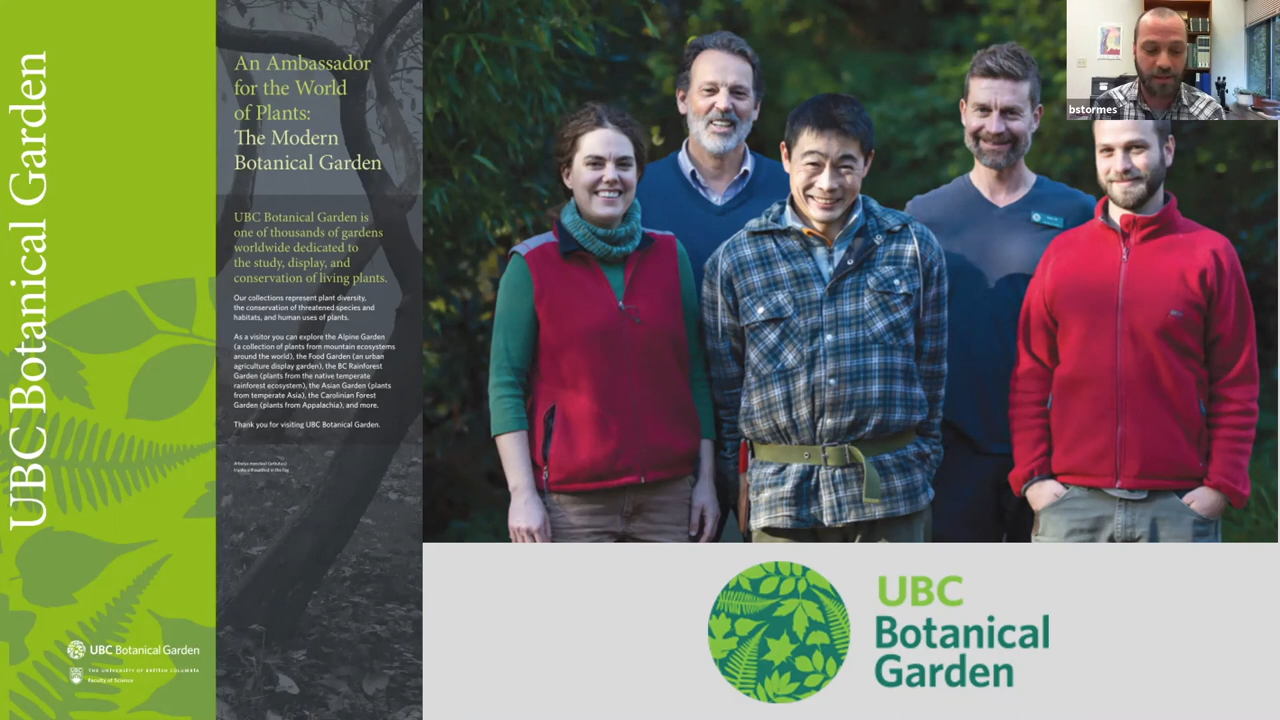 UBC Botanical Garden
An Ambassador
for the World
of Plants:
The Modern
Botanical Garden
UBC Botanical Garden is
one of thousands of gardens
worldwide dedicated to
the study, display, and
conservation of living plants.
Our collections represent plant diversity,
the conservation of threatened species and
habitats, and human uses of plants.
As a visitor you can explore the Alpine Garden
(a collection of plants from mountain ecosystems
around the world), the Food Garden (an urban
agriculture display garden), the BC Rainforest
Garden (plants from the native temperate
rainforest ecosystem), the Asian Garden (plants
from temperate Asia), the Carolinian Forest
Garden (plants from Appalachia), and more.
Thank you for visiting UBC Botanical Garden.
UBC Botanical Garden
THE UNIVERSITY OF BRITISH COLUMBIA
Faculty of Science
bstormes
UBC
Botanical
Garden